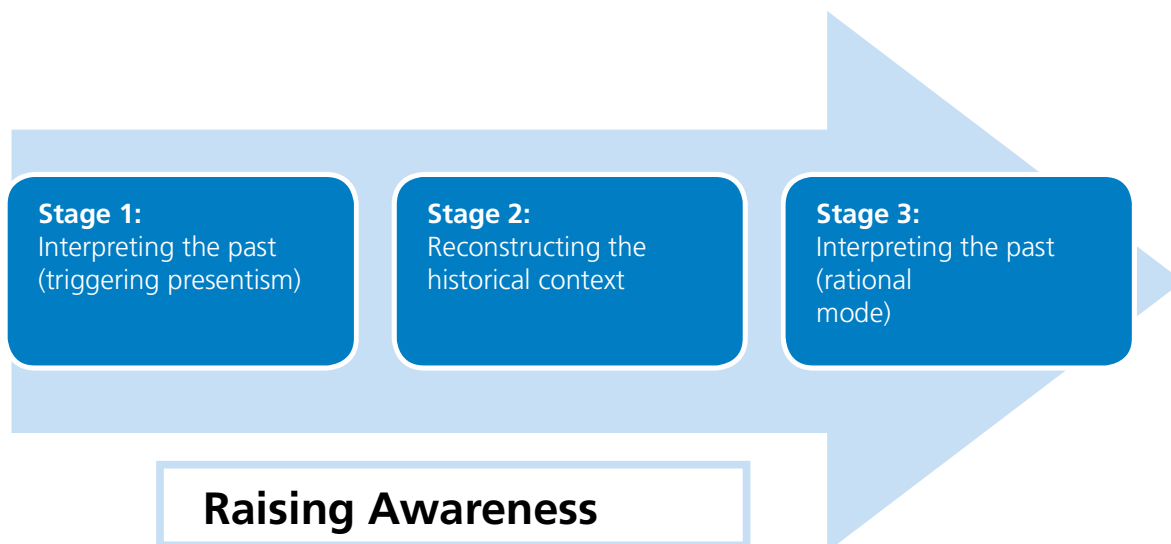 Stage 1:
Interpreting the past
(triggering presentism)
Stage 2:
Reconstructing the
historical context
Stage 3:
Interpreting the past
(rational
mode)
Raising Awareness